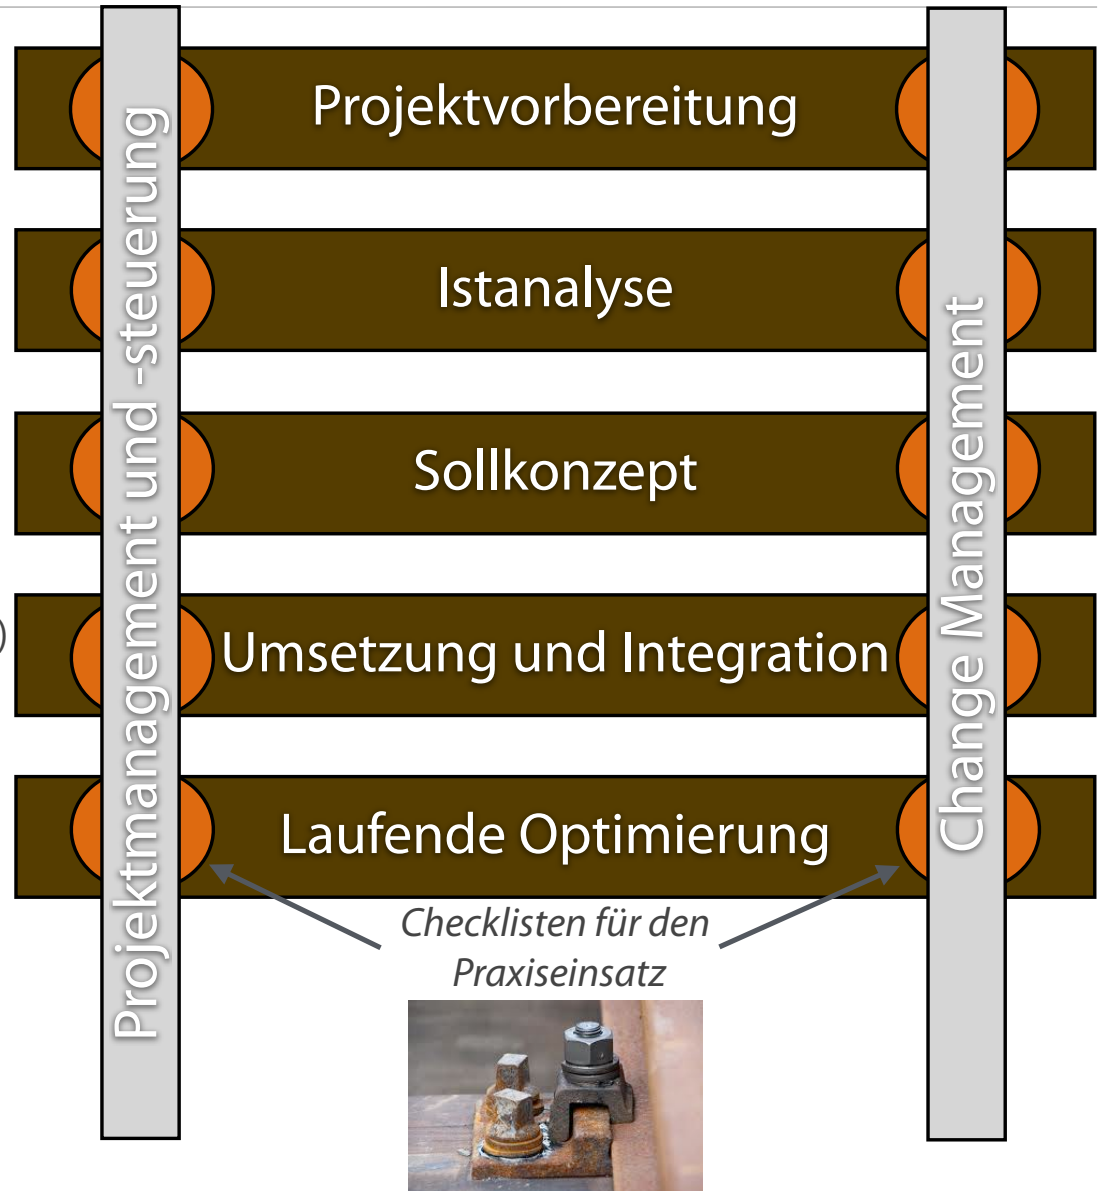 Projektvorbereitung
Istanalyse
Sollkonzept
Umsetzung und Integration
Laufende Optimierung
Projektmanagement und -steuerung
Change Management
Checklisten für den
Praxiseinsatz
)